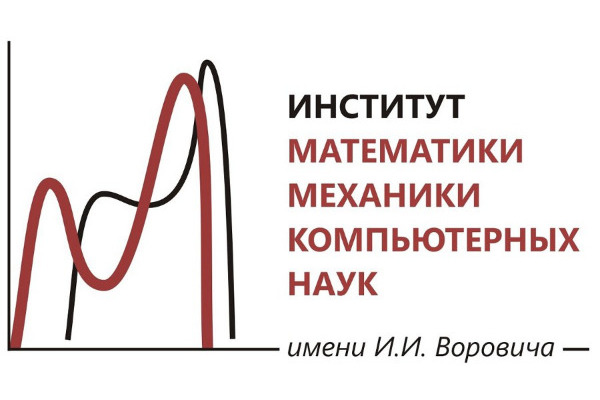 ИНСТИТУТ
МАТЕМАТИКИ
МЕХАНИКИ
КОМПЬЮТЕРНЫХ
НАУК
имени И.И. Воровича